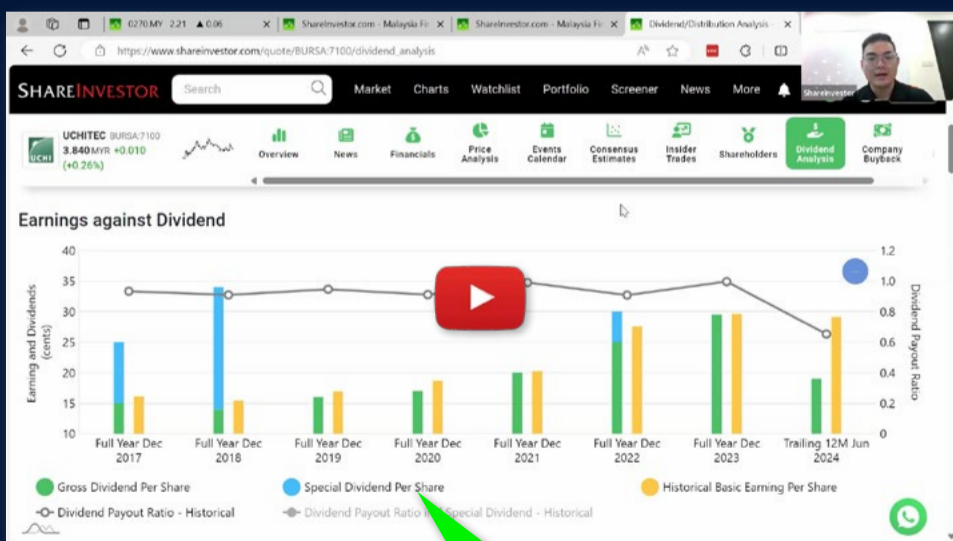 0270.MY 2.21 ▲ 0.06
ShareInvestor.com - Malaysia Fir
ShareInvestor.com - Malaysia Fir
Dividend/Distribution Analysis -
https://www.shareinvestor.com/quote/BURSA:7100/dividend_analysis
ShareInvestor
SHAREINVESTOR
Search
Market Charts Watchlist Portfolio Screener News More
UCHI
UCHITEC BURSA:7100
3.840 MYR +0.010
(+0.26%)
Overview
News
Financials
Price
Analysis
Events
Calendar
Consensus
Estimates
Insider
Trades
Shareholders
Dividend
Analysis
Company
Buyback
Earnings against Dividend
Earning and Dividends
(cents)
40
35
30
25
20
15
10
1.2
1.0
0.8
0.6
0.4
0.2
0
Dividend Payout Ratio
Full Year Dec
2017
Full Year Dec
2018
Full Year Dec
2019
Full Year Dec
2020
Full Year Dec
2021
Full Year Dec
2022
Full Year Dec
2023
Trailing 12M Jun
2024
Gross Dividend Per Share
Special Dividend Per Share
Historical Basic Earning Per Share
Dividend Payout Ratio - Historical
Dividend Payout Ratio Special Dividend - Historical